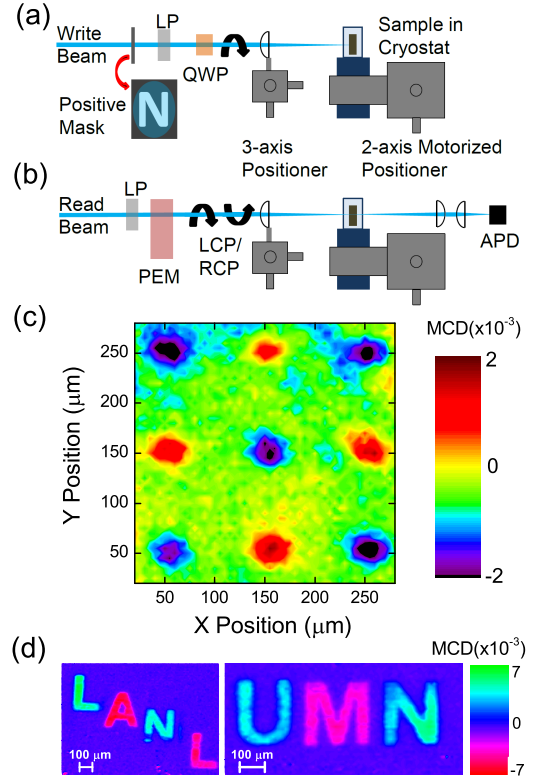 (a)
Write Beam
LP
QWP
Sample in Cryostat
Positive Mask
N
3-axis Positioner
2-axis Motorized Positioner
(b)
LP
Read Beam
PEM
LCP/ RCP
APD
(c)
MCD(x10⁻³)
2
0
-2
250
200
150
100
50
Y Position (μm)
50
100
150
200
250
X Position (μm)
(d)
MCD(x10⁻³)
L A N L
100 μm
U M N
100 μm
7
0
-7